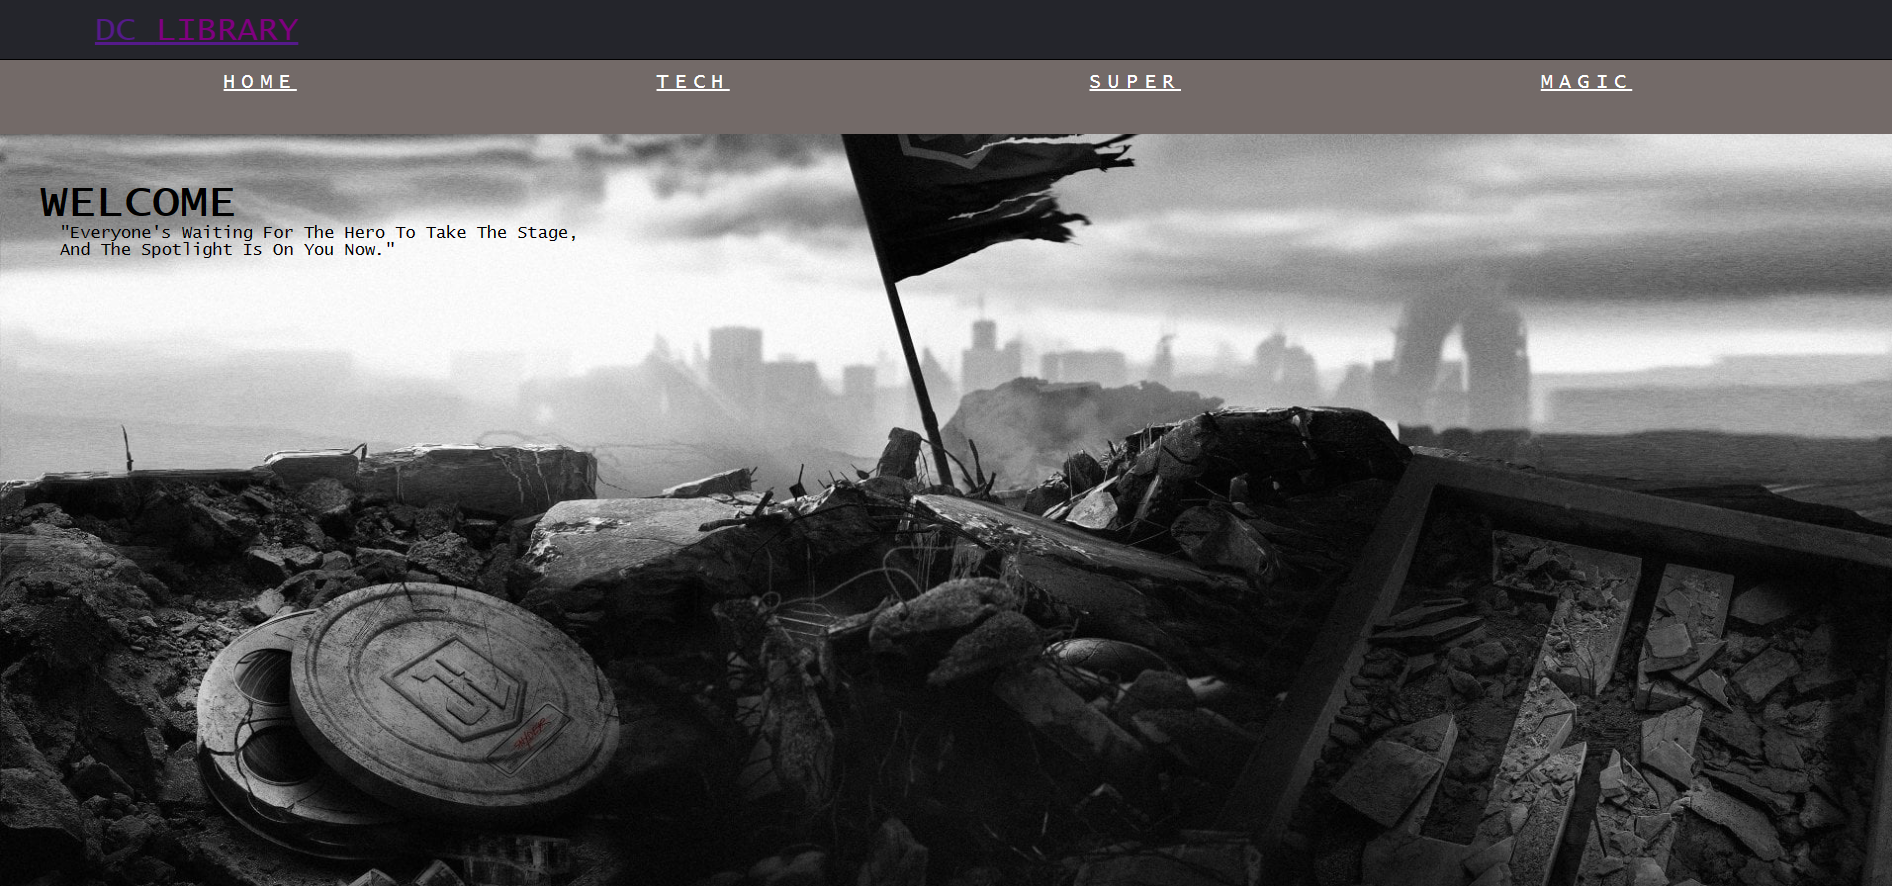 DC LIBRARY
HOME TECH SUPER MAGIC
WELCOME
"Everyone's Waiting For The Hero To Take The Stage,
And The Spotlight Is On You Now."
SNYDER